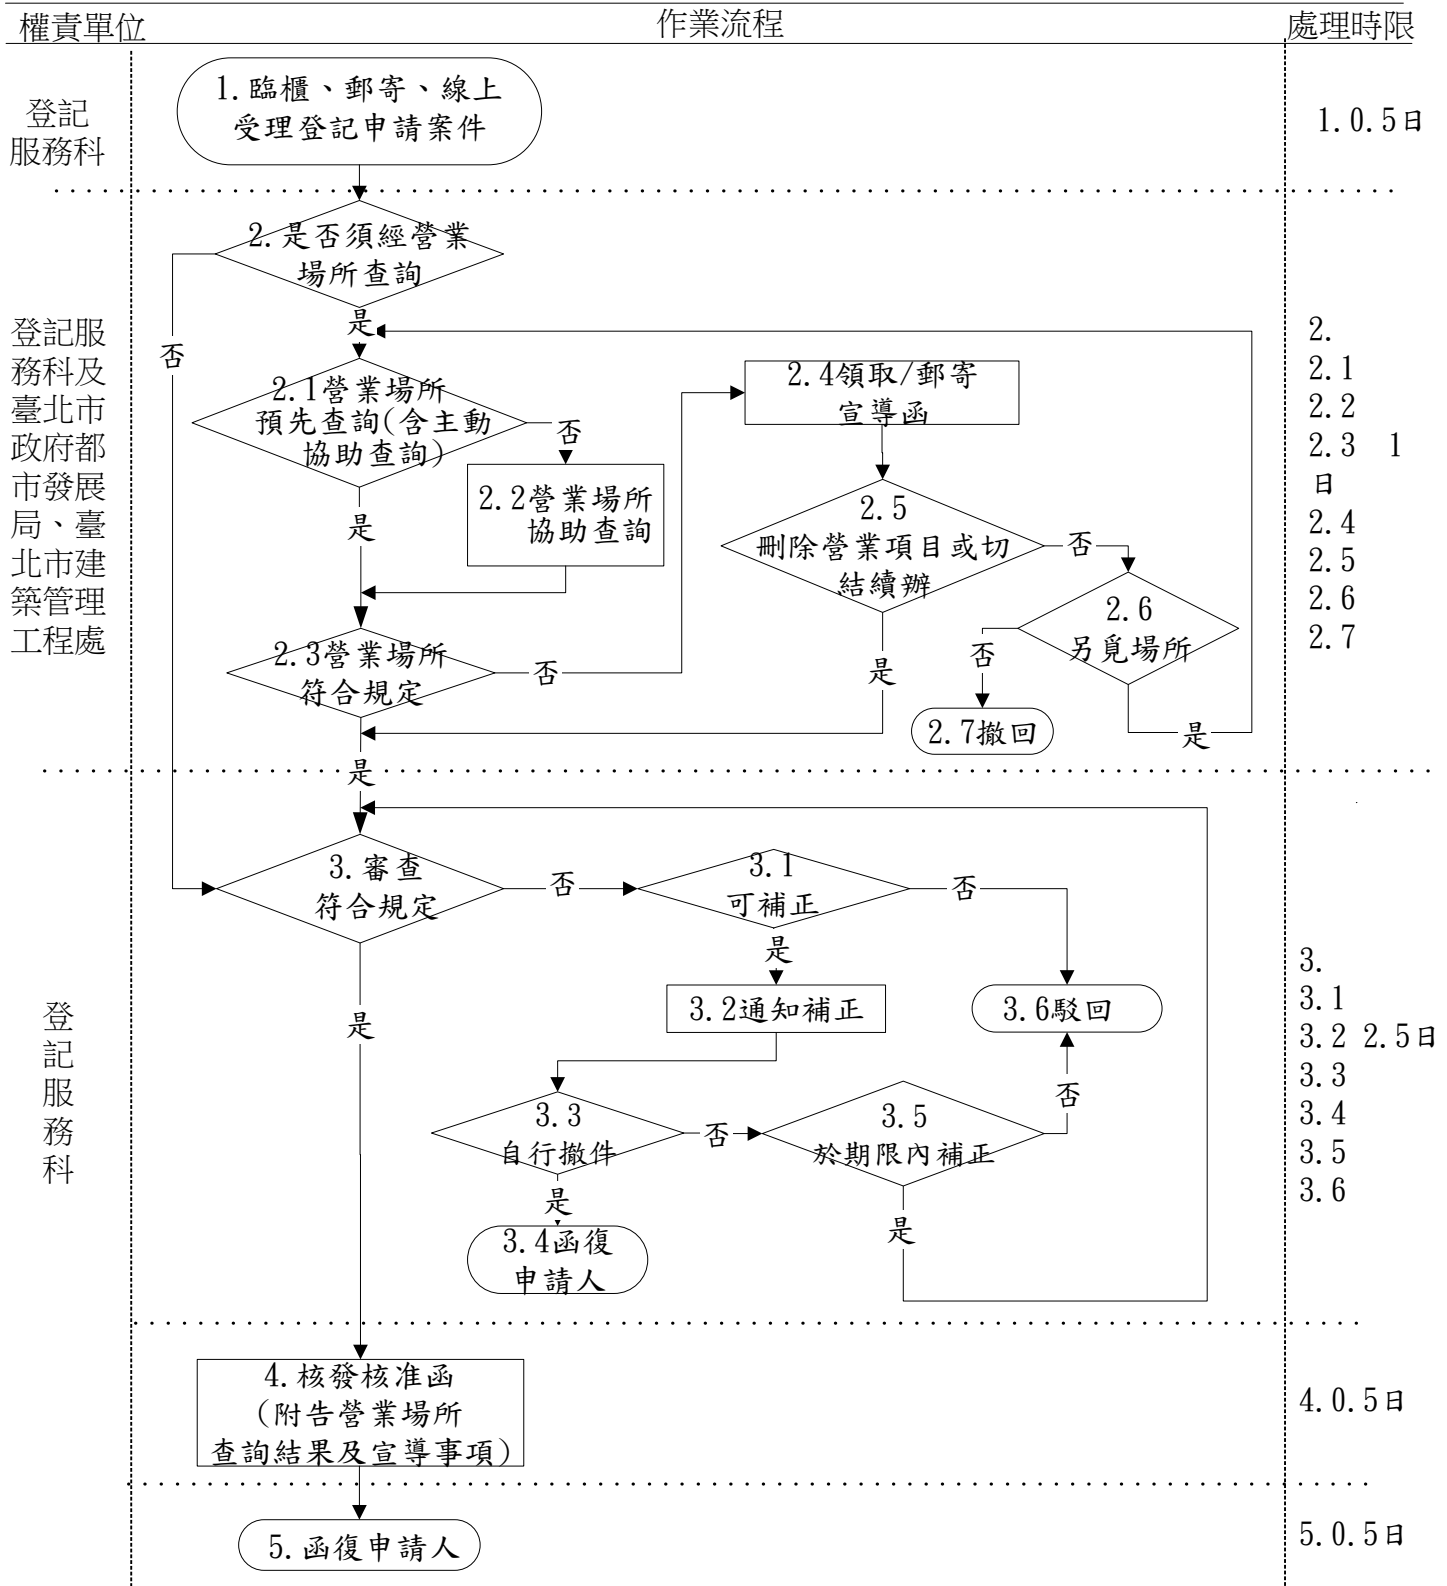 權責單位
作業流程
處理時限
登記
服務科
1.臨櫃、郵寄、線上
受理登記申請案件
1.0.5日
登記服
務科及
臺北市
政府都
市發展
局、臺
北市建
築管理
工程處
2.是否須經營業
場所查詢
是
否
2.1營業場所
預先查詢(含主動
協助查詢)
否
是
2.2營業場所
協助查詢
2.3營業場所
符合規定
否
是
2.4領取/郵寄
宣導函
2.5
刪除營業項目或切
結續辦
否
是
2.6
另覓場所
否
是
2.7撤回
2.
2.1
2.2
2.3 1
日
2.4
2.5
2.6
2.7
登
記
服
務
科
3.審查
符合規定
否
是
3.1
可補正
否
是
3.2通知補正
3.6駁回
3.3
自行撤件
否
是
3.5
於期限內補正
否
是
3.4函復
申請人
3.
3.1
3.2 2.5日
3.3
3.4
3.5
3.6
4.核發核准函
(附告營業場所
查詢結果及宣導事項)
4.0.5日
5.函復申請人
5.0.5日